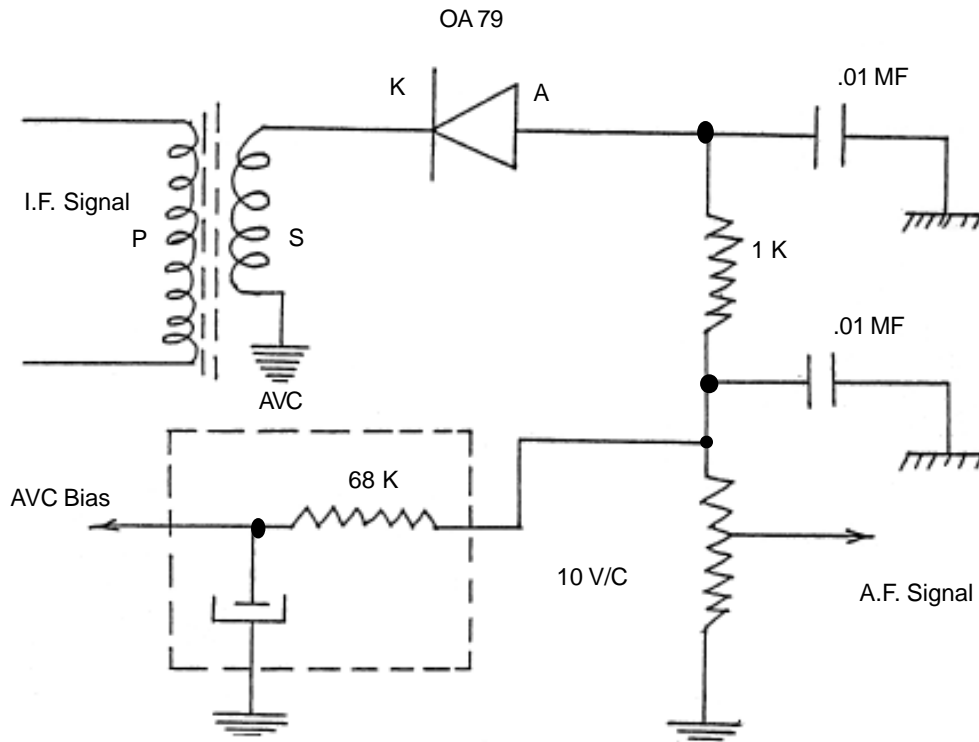 OA 79
K
A
.01 MF
I.F. Signal
P
S
1 K
.01 MF
AVC
68 K
AVC Bias
10 V/C
A.F. Signal